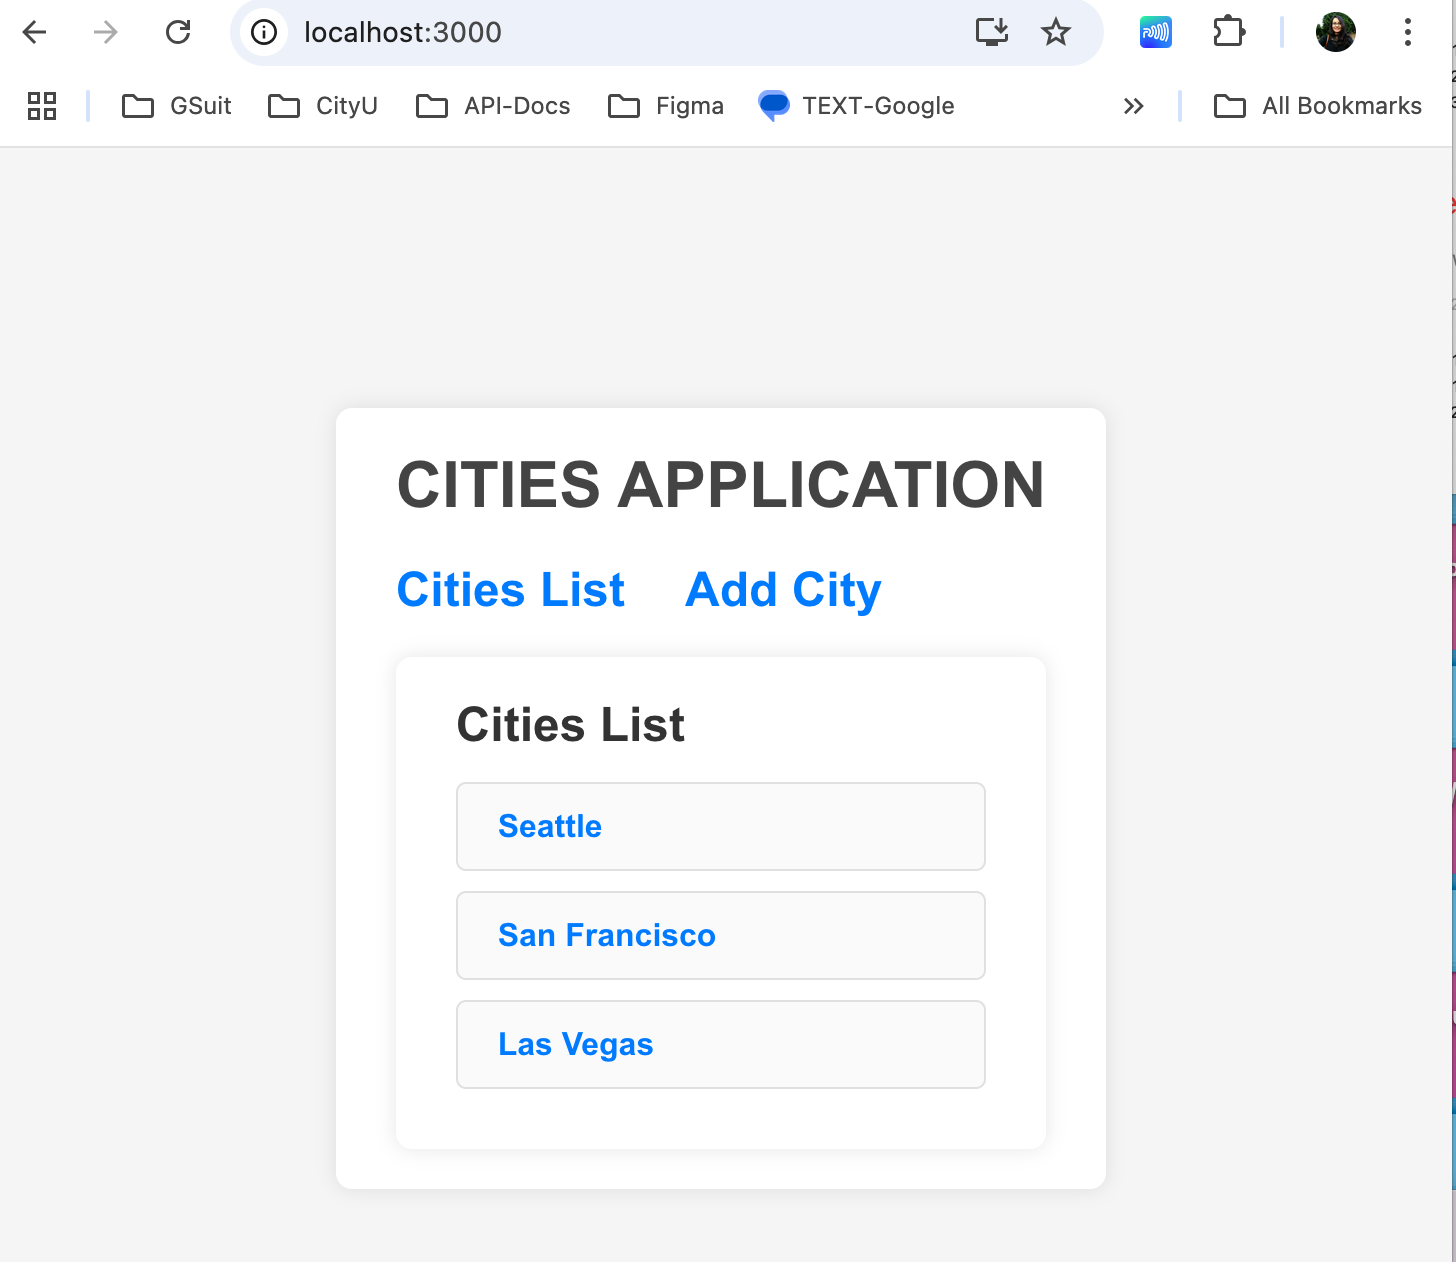 localhost:3000
GSuit CityU API-Docs Figma TEXT-Google All Bookmarks
CITIES APPLICATION
Cities List Add City
Cities List
Seattle
San Francisco
Las Vegas